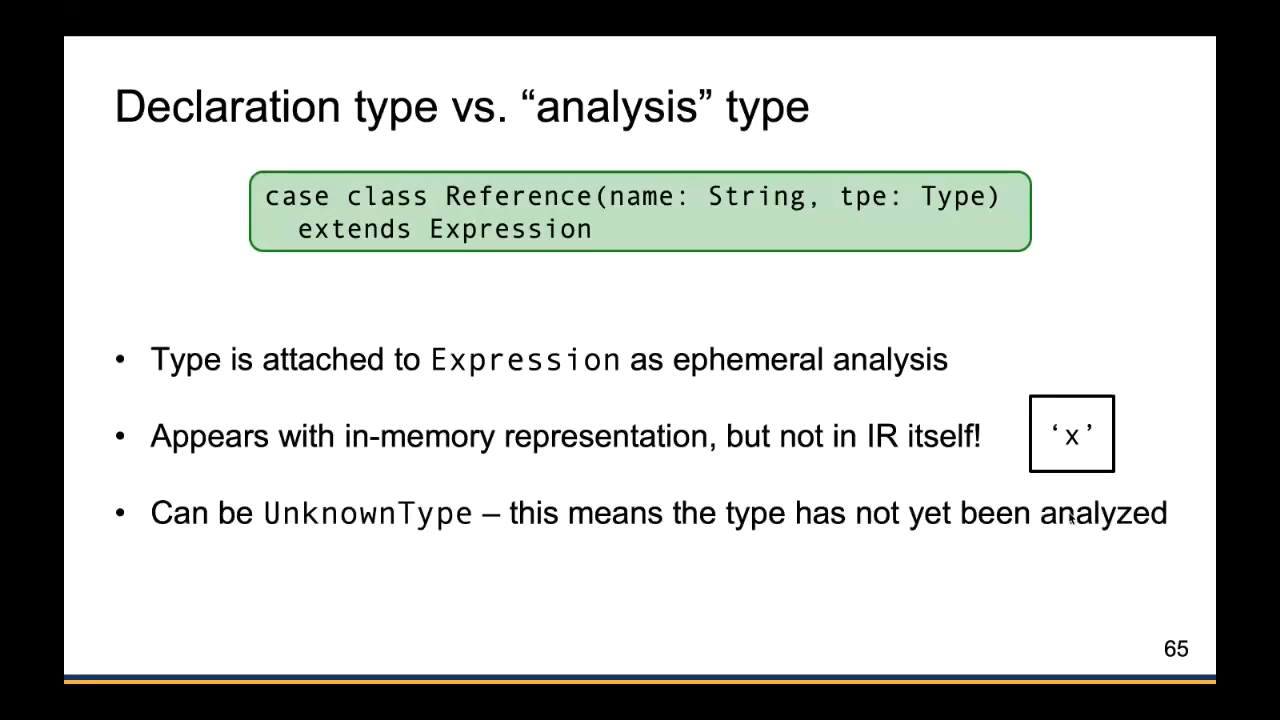 Declaration type vs. “analysis” type
case class Reference(name: String, tpe: Type)
extends Expression
• Type is attached to Expression as ephemeral analysis
• Appears with in-memory representation, but not in IR itself!
‘x’
• Can be UnknownType – this means the type has not yet been analyzed
65